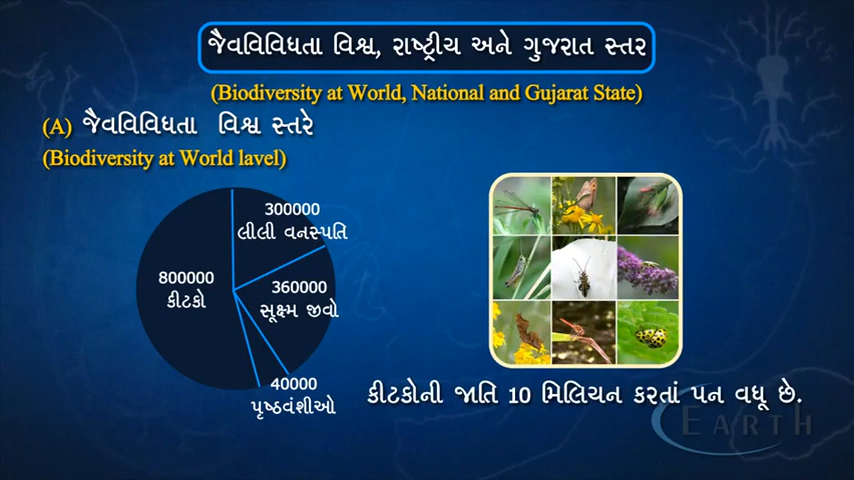 જૈવવિવિધતા વિશ્વ, રાષ્ટ્રીય અને ગુજરાત સ્તર
(Biodiversity at World, National and Gujarat State)
(A) જૈવવિવિધતા વિશ્વ સ્તરે
(Biodiversity at World lavel)
300000
લીલી વનસ્પતિ
800000
કીટકો
360000
સૂક્ષ્મ જીવો
40000
પૃષ્ઠવંશીઓ
કીટકોની જાતિ 10 મિલિયન કરતાં પન વધૂ છે.
EARTH